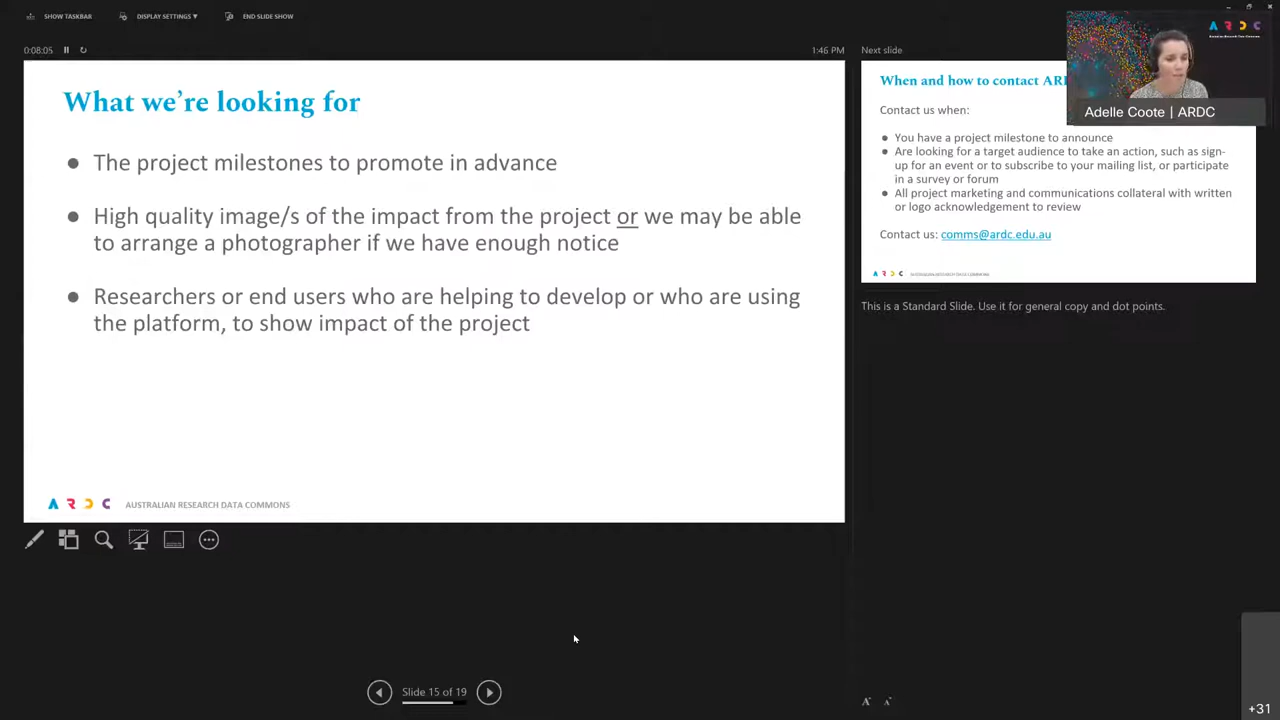 SHOW TASKBAR
DISPLAY SETTINGS ▼
END SLIDE SHOW
0:08:05
1:46 PM
What we're looking for
● The project milestones to promote in advance
● High quality image/s of the impact from the project or we may be able
to arrange a photographer if we have enough notice
● Researchers or end users who are helping to develop or who are using
the platform, to show impact of the project
A R D C AUSTRALIAN RESEARCH DATA COMMONS
Slide 15 of 19
Next slide
When and how to contact ARD
Contact us when:
● You have a project milestone to announce
● Are looking for a target audience to take an action, such as sign-
up for an event or to subscribe to your mailing list, or participate
in a survey or forum
● All project marketing and communications collateral with written
or logo acknowledgement to review
Contact us: comms@ardc.edu.au
A R D C AUSTRALIAN RESEARCH DATA COMMONS
This is a Standard Slide. Use it for general copy and dot points.
A R D C
Adelle Coote | ARDC
A A
+31